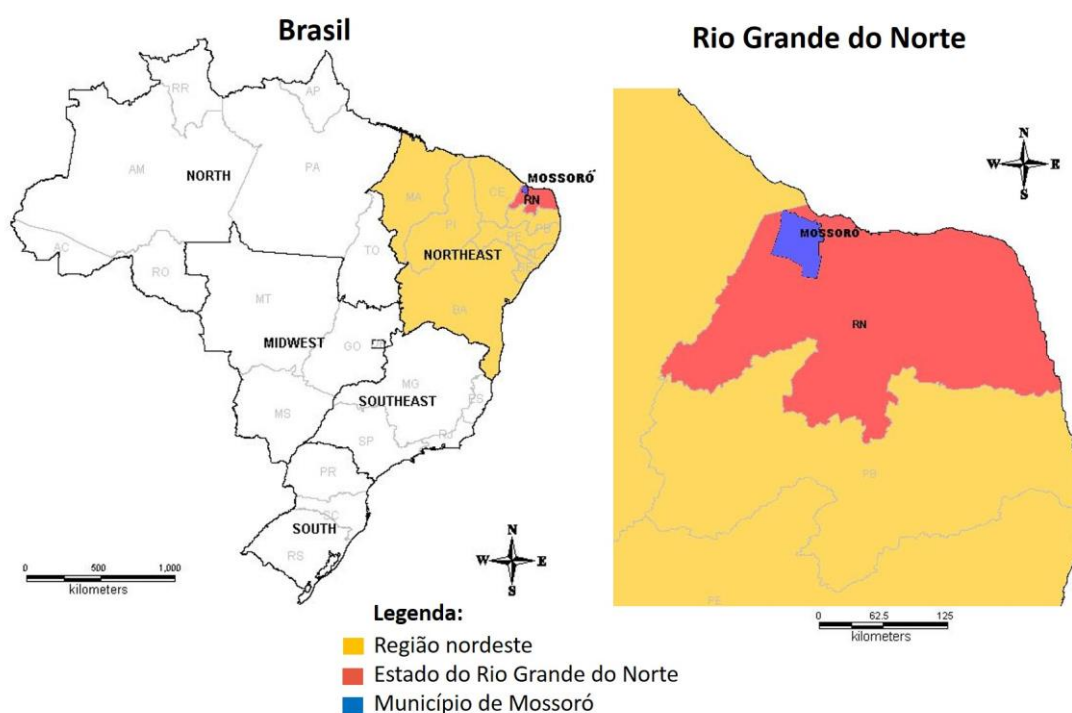 Brasil
RR
AP
AM
NORTH
PA
MOSSORÓ
MA
CE
RN
PI
PB
PE
AC
TO
NORTHEAST
RO
MT
BA
MIDWEST
GO
MG
SOUTHEAST
ES
MS
SP
RJ
PR
SC
SOUTH
RS
N
W E
S
0 500 1,000
kilometers
Rio Grande do Norte
N
W E
S
MOSSORÓ
RN
PB
PE
0 62.5 125
kilometers
Legenda:
Região nordeste
Estado do Rio Grande do Norte
Município de Mossoró